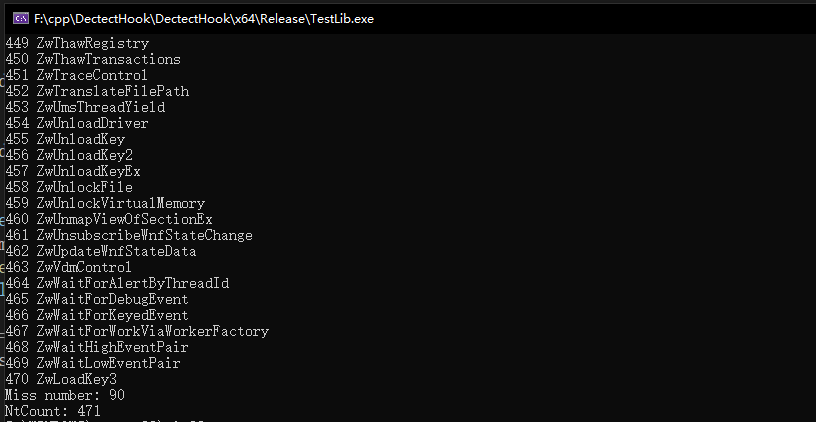 F:\cpp\DectectHook\DectectHook\x64\Release\TestLib.exe
449 ZwThawRegistry
450 ZwThawTransactions
451 ZwTraceControl
452 ZwTranslateFilePath
453 ZwUmsThreadYield
454 ZwUnloadDriver
455 ZwUnloadKey
456 ZwUnloadKey2
457 ZwUnloadKeyEx
458 ZwUnlockFile
459 ZwUnlockVirtualMemory
460 ZwUnmapViewOfSectionEx
461 ZwUnsubscribeWnfStateChange
462 ZwUpdateWnfStateData
463 ZwVdmControl
464 ZwWaitForAlertByThreadId
465 ZwWaitForDebugEvent
466 ZwWaitForKeyedEvent
467 ZwWaitForWorkViaWorkerFactory
468 ZwWaitHighEventPair
469 ZwWaitLowEventPair
470 ZwLoadKey3
Miss number: 90
NtCount: 471